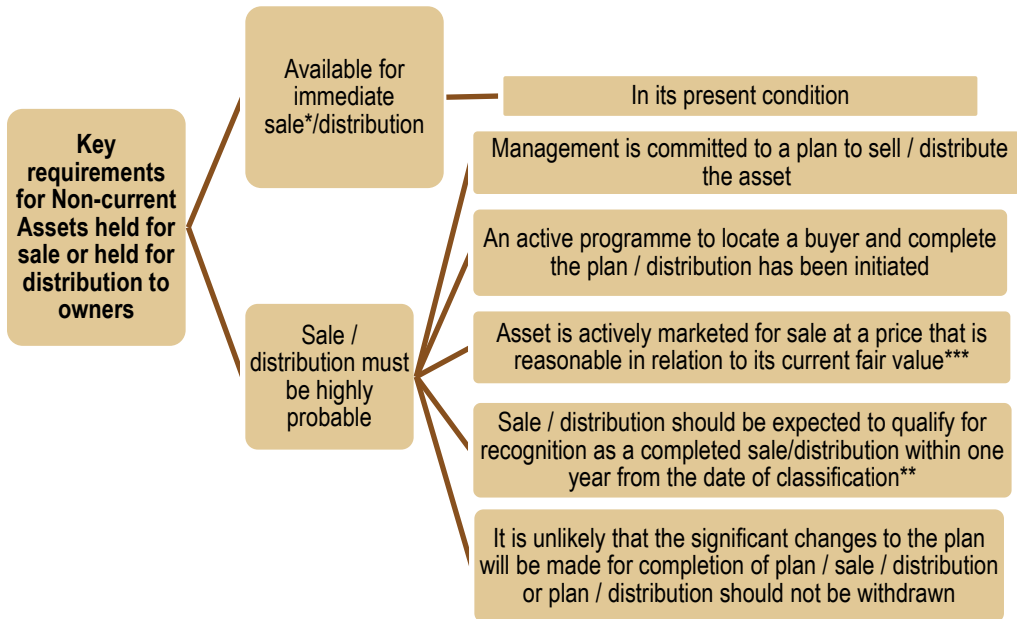 Key
requirements
for Non-current
Assets held for
sale or held for
distribution to
owners
Available for
immediate
sale*/distribution
In its present condition
Sale /
distribution must
be highly
probable
Management is committed to a plan to sell / distribute
the asset
An active programme to locate a buyer and complete
the plan / distribution has been initiated
Asset is actively marketed for sale at a price that is
reasonable in relation to its current fair value***
Sale / distribution should be expected to qualify for
recognition as a completed sale/distribution within one
year from the date of classification**
It is unlikely that the significant changes to the plan
will be made for completion of plan / sale / distribution
or plan / distribution should not be withdrawn